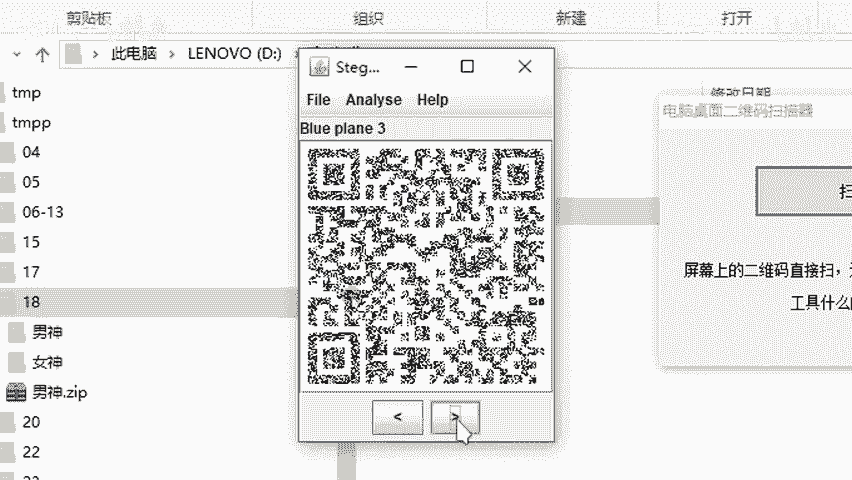 剪贴板 组织 新建 打开
此电脑 LENOVO (D:)
修改日期
Steg...
File Analyse Help
Blue plane 3
tmp
tmpp
04
05
06-13
15
17
18
男神
女神
男神.zip
20
22
电脑桌面二维码扫描器
屏幕上的二维码直接扫，
工具什么
< >